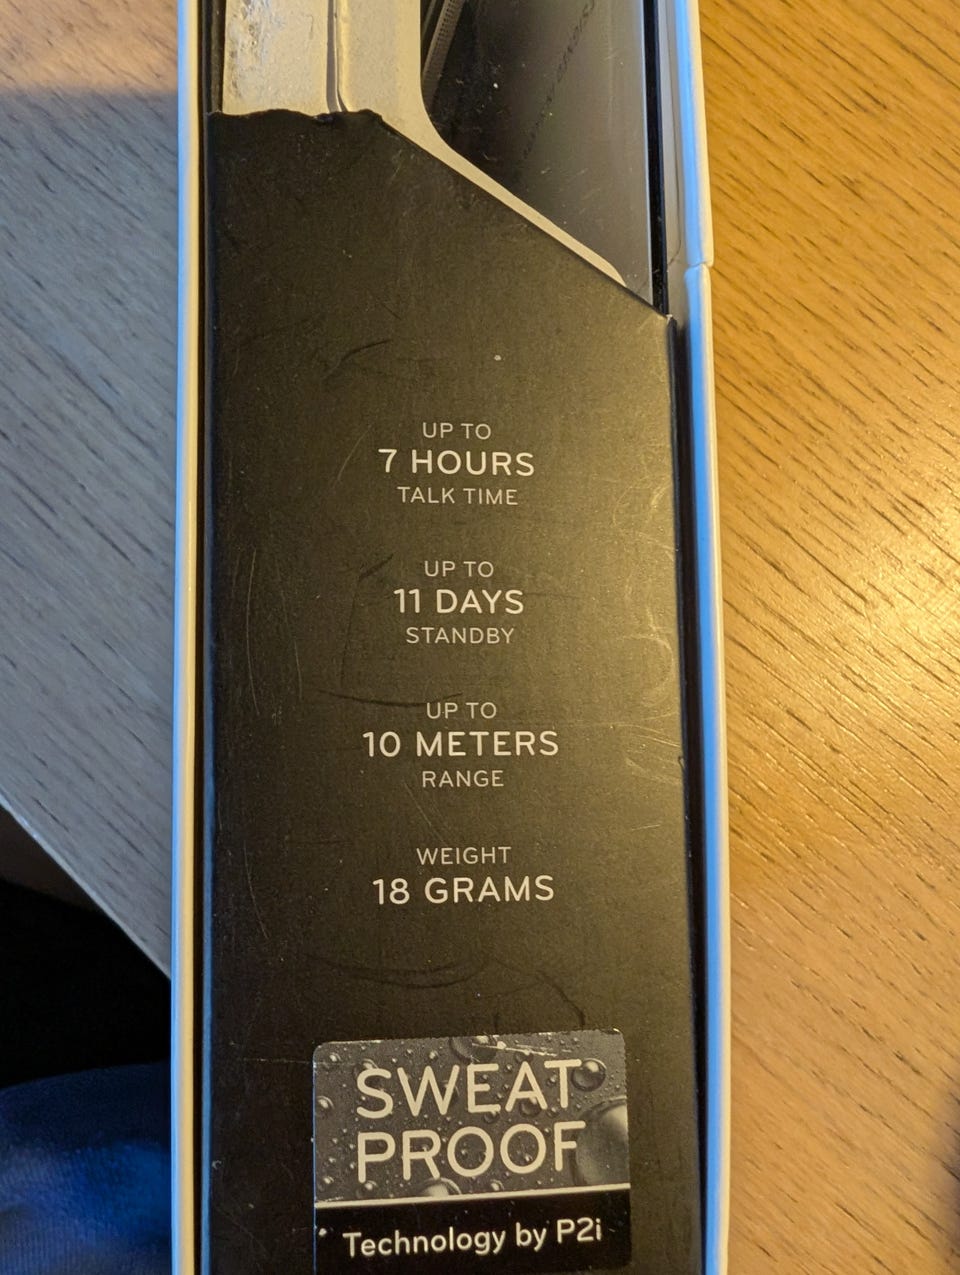 UP TO
7 HOURS
TALK TIME
UP TO
11 DAYS
STANDBY
UP TO
10 METERS
RANGE
WEIGHT
18 GRAMS
SWEAT
PROOF
Technology by P2i